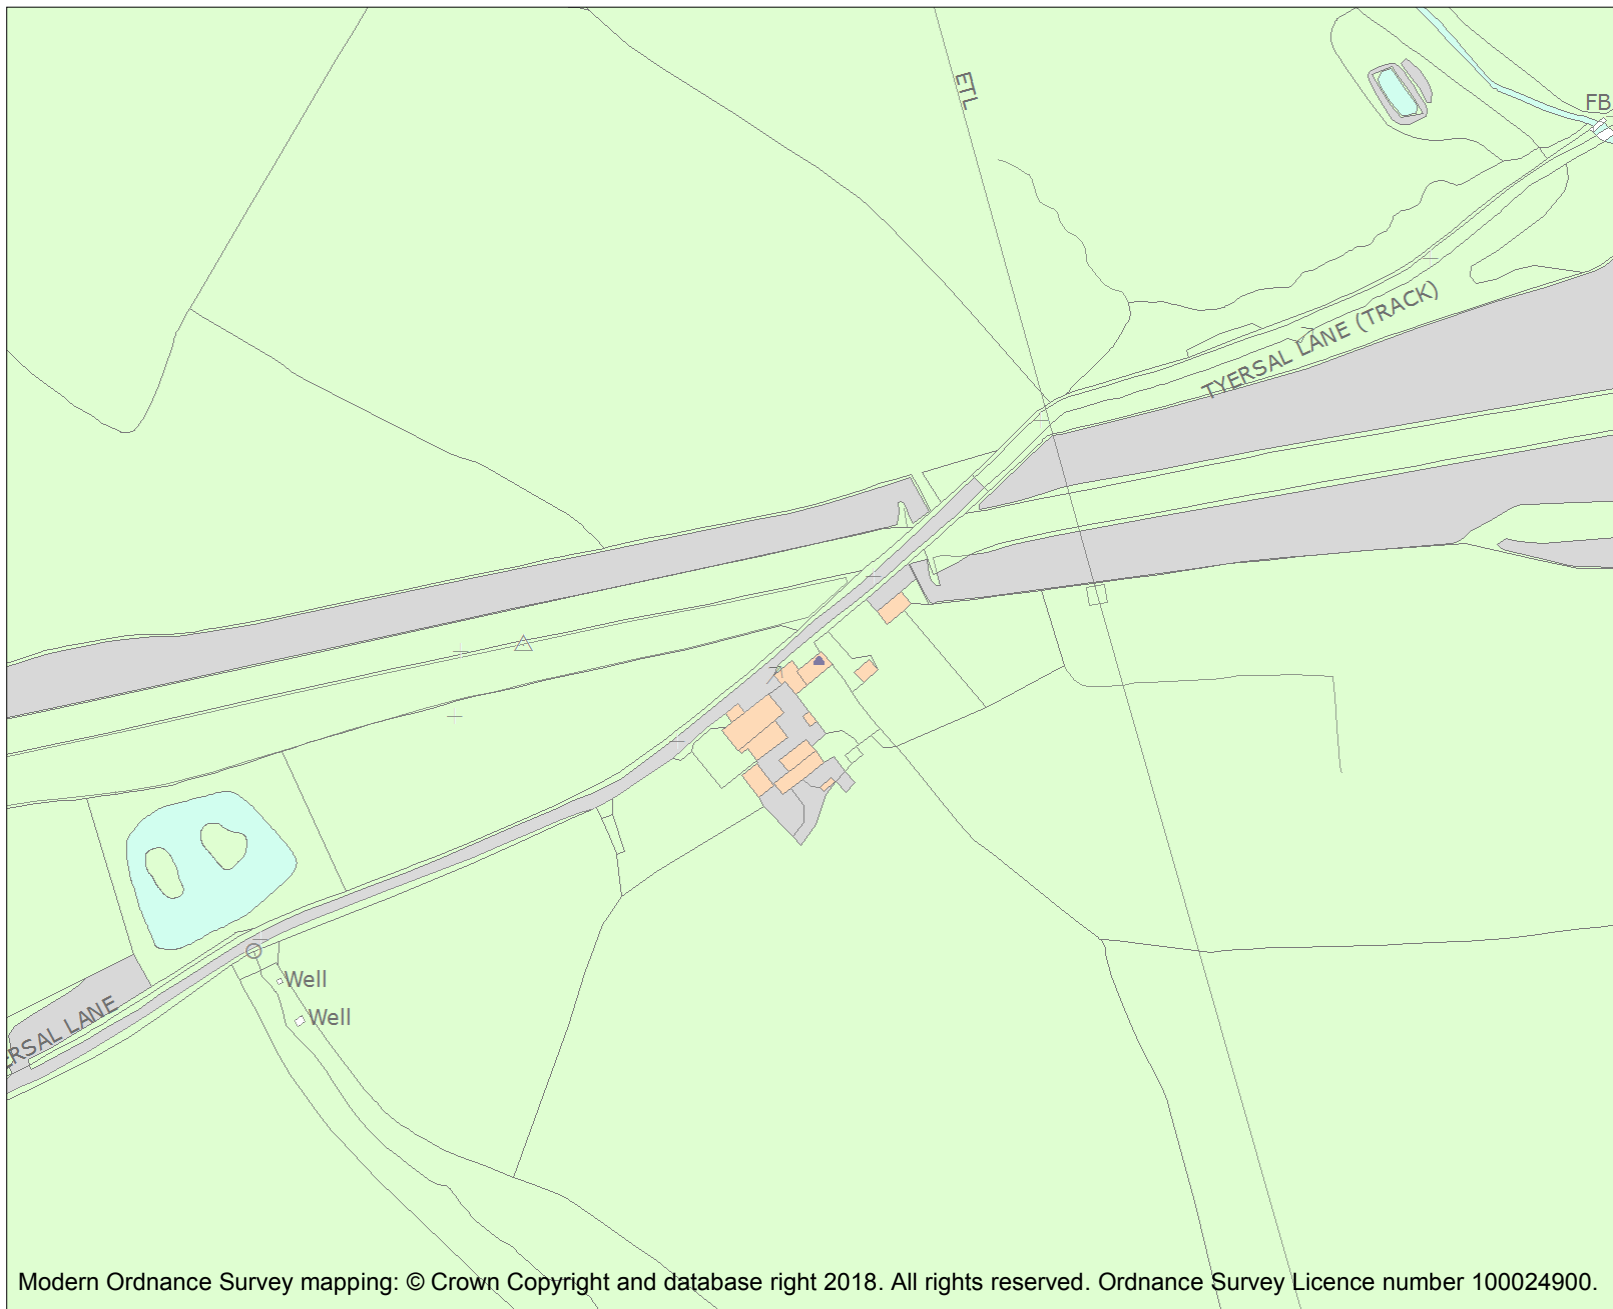 ETL
FB
TYERSAL LANE (TRACK)
Well
Well
ERSAL LANE
Modern Ordnance Survey mapping: © Crown Copyright and database right 2018. All rights reserved. Ordnance Survey Licence number 100024900.